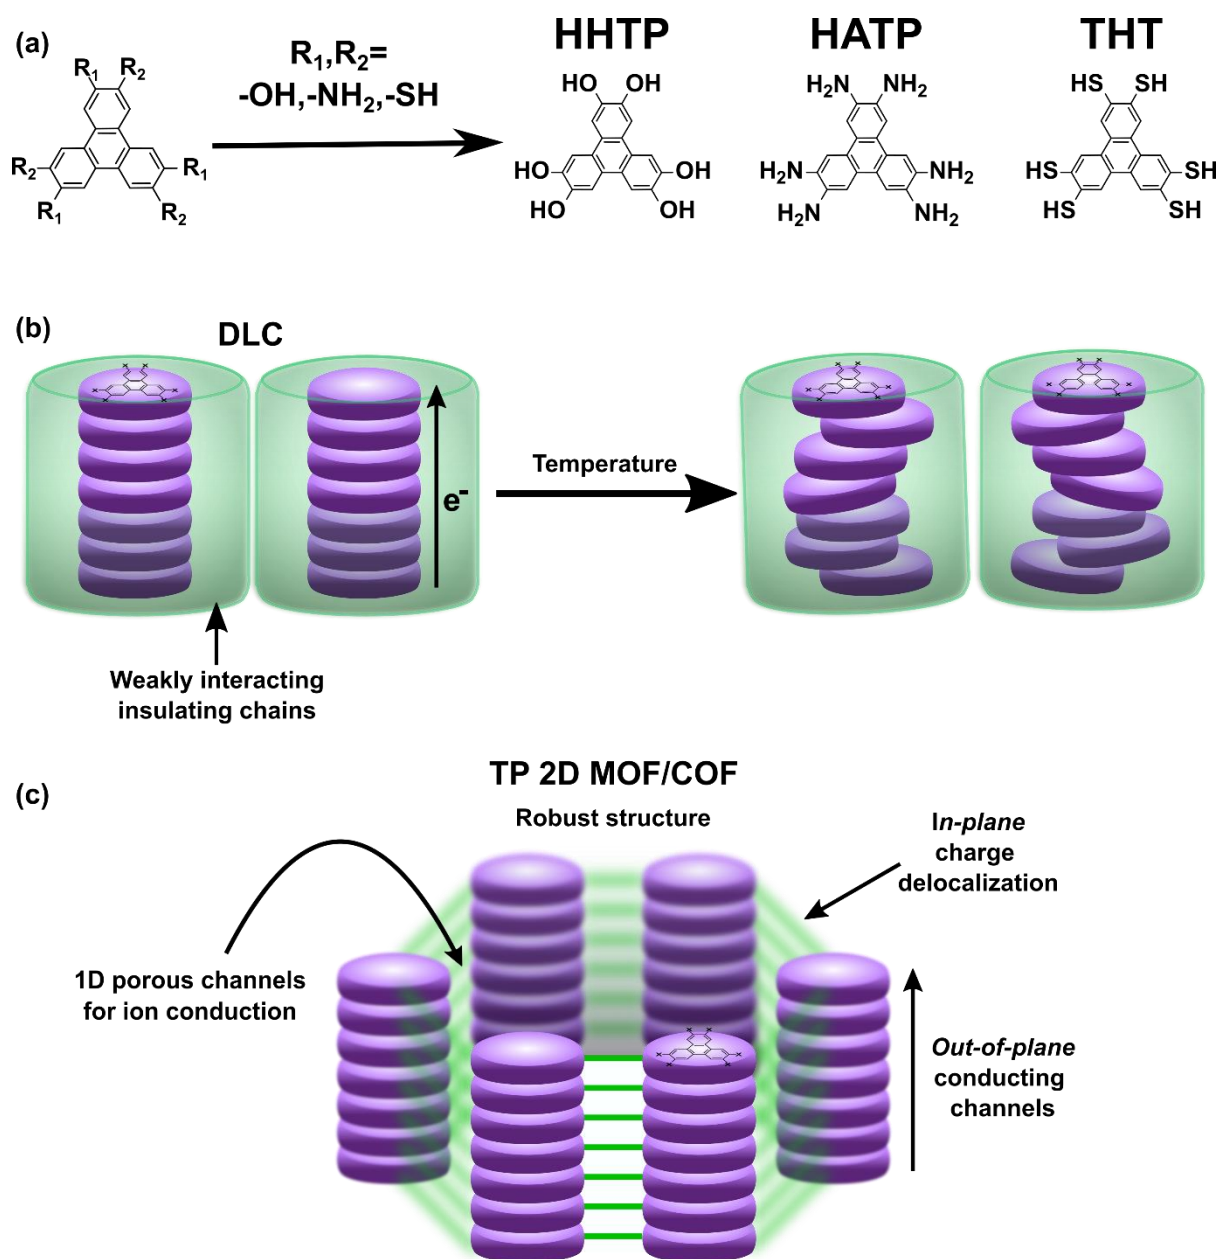 (a)
R1
R2
R2
R1
R1
R2
R1,R2=
-OH,-NH2,-SH
HHTP
HO
OH
HO
OH
HO
OH
HATP
H2N
NH2
H2N
NH2
H2N
NH2
THT
HS
SH
HS
SH
HS
SH
(b)
DLC
x x
x x
x x
e-
Temperature
x x
x x
x x
x x
x x
x x
Weakly interacting
insulating chains
(c)
TP 2D MOF/COF
Robust structure
In-plane
charge
delocalization
1D porous channels
for ion conduction
x x
x x
x x
Out-of-plane
conducting
channels